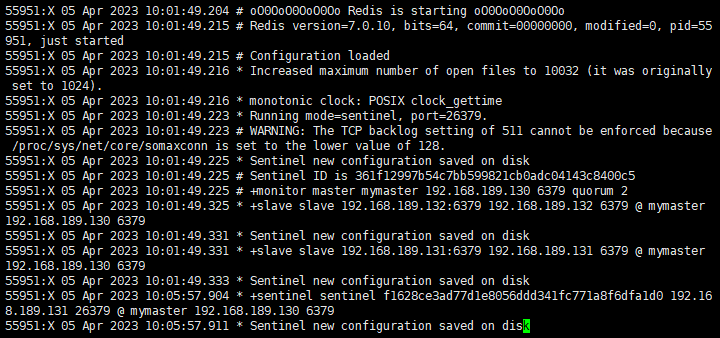 55951:X 05 Apr 2023 10:01:49.204 # oO0OoO0OoO0Oo Redis is starting oO0OoO0OoO0Oo
55951:X 05 Apr 2023 10:01:49.215 # Redis version=7.0.10, bits=64, commit=00000000, modified=0, pid=55
951, just started
55951:X 05 Apr 2023 10:01:49.215 # Configuration loaded
55951:X 05 Apr 2023 10:01:49.216 * Increased maximum number of open files to 10032 (it was originally
 set to 1024).
55951:X 05 Apr 2023 10:01:49.216 * monotonic clock: POSIX clock_gettime
55951:X 05 Apr 2023 10:01:49.223 * Running mode=sentinel, port=26379.
55951:X 05 Apr 2023 10:01:49.223 # WARNING: The TCP backlog setting of 511 cannot be enforced because
 /proc/sys/net/core/somaxconn is set to the lower value of 128.
55951:X 05 Apr 2023 10:01:49.225 * Sentinel new configuration saved on disk
55951:X 05 Apr 2023 10:01:49.225 # Sentinel ID is 361f12997b54c7bb599821cb0adc04143c8400c5
55951:X 05 Apr 2023 10:01:49.225 # +monitor master mymaster 192.168.189.130 6379 quorum 2
55951:X 05 Apr 2023 10:01:49.325 * +slave slave 192.168.189.132:6379 192.168.189.132 6379 @ mymaster
192.168.189.130 6379
55951:X 05 Apr 2023 10:01:49.331 * Sentinel new configuration saved on disk
55951:X 05 Apr 2023 10:01:49.331 * +slave slave 192.168.189.131:6379 192.168.189.131 6379 @ mymaster
192.168.189.130 6379
55951:X 05 Apr 2023 10:01:49.333 * Sentinel new configuration saved on disk
55951:X 05 Apr 2023 10:05:57.904 * +sentinel sentinel f1628ce3ad77d1e8056ddd341fc771a8f6dfa1d0 192.16
8.189.131 26379 @ mymaster 192.168.189.130 6379
55951:X 05 Apr 2023 10:05:57.911 * Sentinel new configuration saved on disk